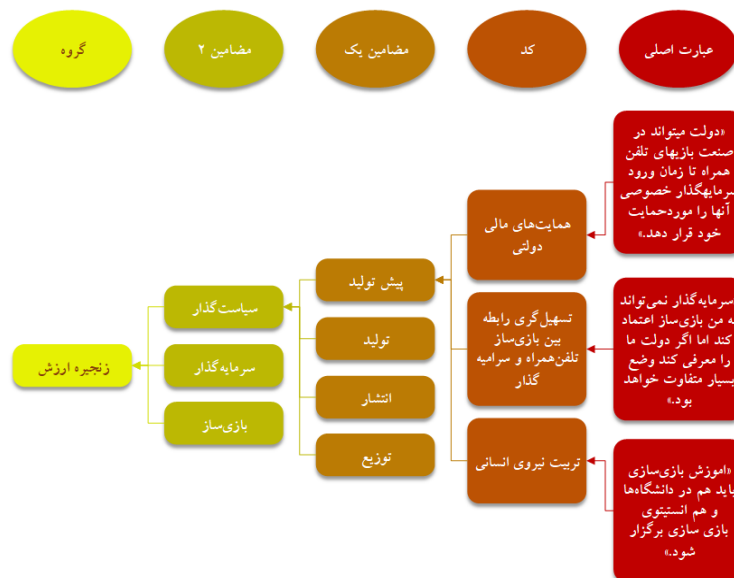 عبارت اصلی
کد
مضامین یک
مضامین ۲
گروه
«دولت میتواند در
صنعت بازیهای تلفن
همراه تا زمان ورود
سرمایهگذار خصوصی
آنها را موردحمایت
خود قرار دهد.»
سرمایه‌گذار نمی‌تواند
به من بازی‌ساز اعتماد
کند اما اگر دولت ما
را معرفی کند وضع
بسیار متفاوت خواهد
بود.»
«اموزش بازی‌سازی
باید هم در دانشگاه‌ها
و هم انستیتوی
بازی سازی برگزار
شود.»
همایت‌های مالی
دولتی
تسهیل‌گری رابطه
بین بازی‌ساز
تلفن‌همراه و سرامیه
گذار
تربیت نیروی انسانی
پیش تولید
تولید
انتشار
توزیع
سیاست‌گذار
سرمایه‌گذار
بازی‌ساز
زنجیره ارزش